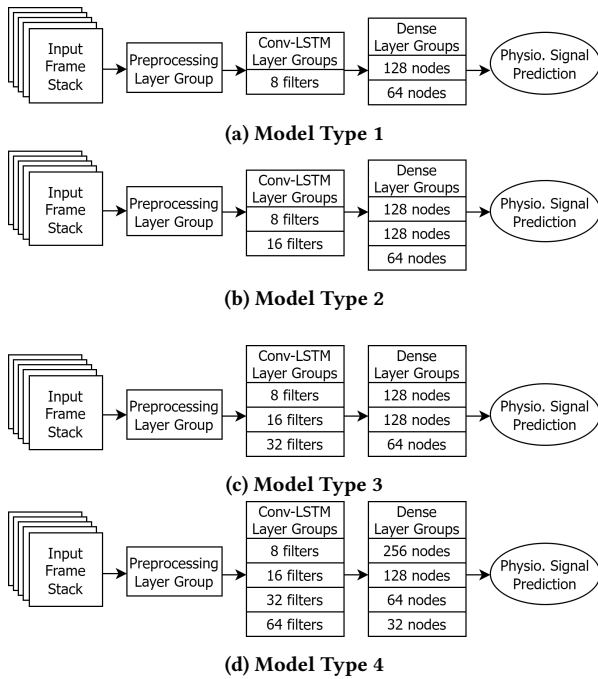 Input
Frame
Stack
Preprocessing
Layer Group
Conv-LSTM
Layer Groups
8 filters
Dense
Layer Groups
128 nodes
64 nodes
Physio. Signal
Prediction
(a) Model Type 1
Input
Frame
Stack
Preprocessing
Layer Group
Conv-LSTM
Layer Groups
8 filters
16 filters
Dense
Layer Groups
128 nodes
128 nodes
64 nodes
Physio. Signal
Prediction
(b) Model Type 2
Input
Frame
Stack
Preprocessing
Layer Group
Conv-LSTM
Layer Groups
8 filters
16 filters
32 filters
Dense
Layer Groups
128 nodes
128 nodes
64 nodes
Physio. Signal
Prediction
(c) Model Type 3
Input
Frame
Stack
Preprocessing
Layer Group
Conv-LSTM
Layer Groups
8 filters
16 filters
32 filters
64 filters
Dense
Layer Groups
256 nodes
128 nodes
64 nodes
32 nodes
Physio. Signal
Prediction
(d) Model Type 4